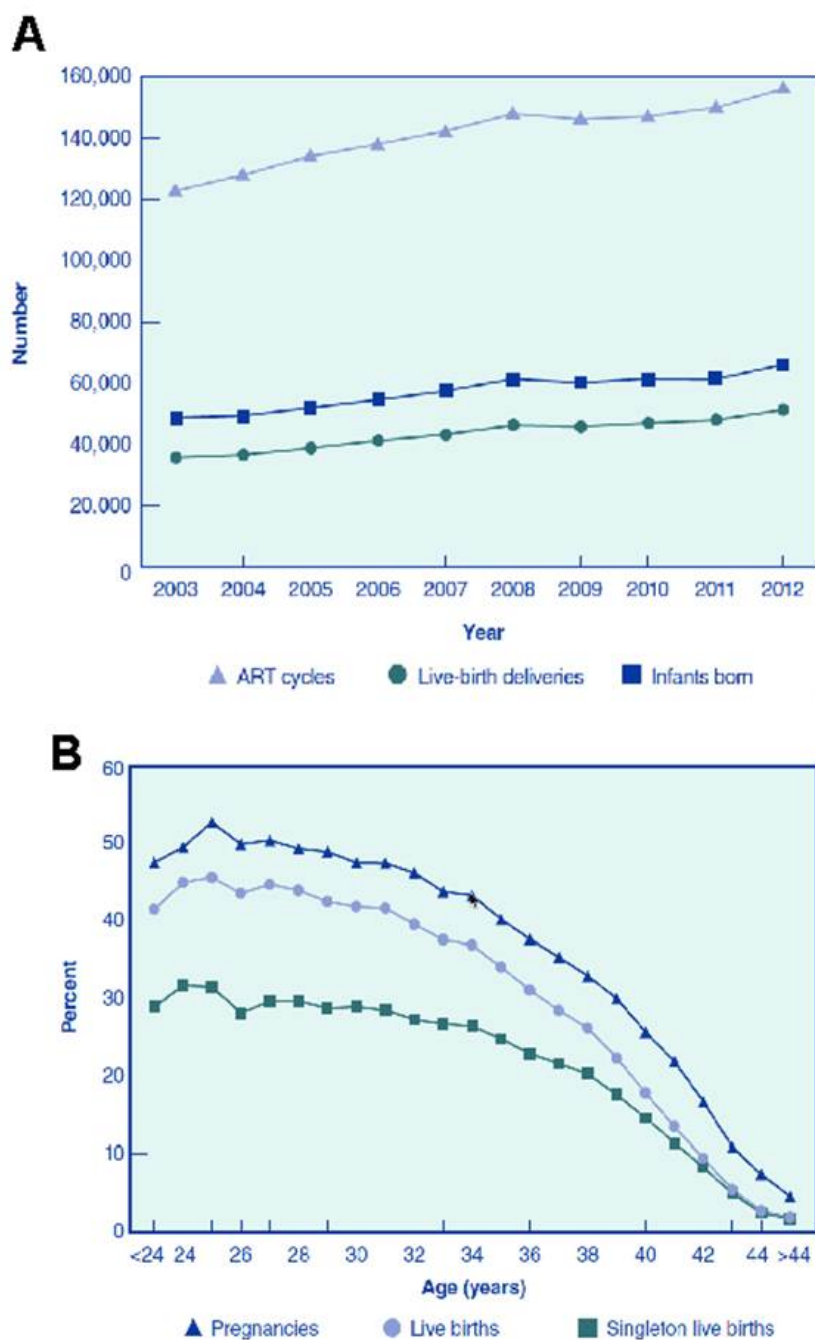 A
160,000
140,000
120,000
100,000
80,000
60,000
40,000
20,000
0
Number
2003 2004 2005 2006 2007 2008 2009 2010 2011 2012
Year
ART cycles Live-birth deliveries Infants born
B
60
50
40
30
20
10
0
Percent
<24 24 26 28 30 32 34 36 38 40 42 44 >44
Age (years)
Pregnancies Live births Singleton live births